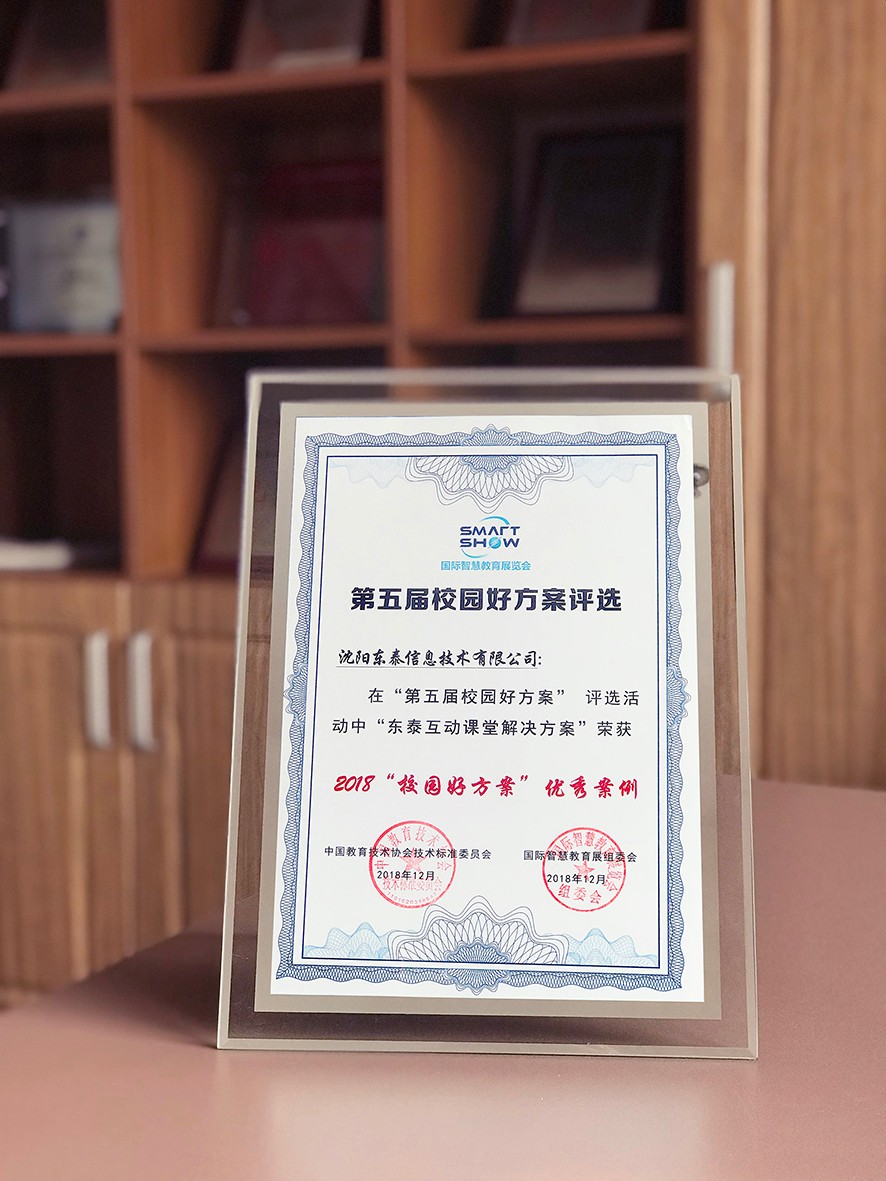 SMART
SHOW
国际智慧教育展览会
第五届校园好方案评选
沈阳东泰信息技术有限公司:
在“第五届校园好方案” 评选活
动中“东泰互动课堂解决方案”荣获
2018“校园好方案”优秀案例
中国教育技术协会技术标准委员会
2018年12月
国际智慧教育展组委会
2018年12月
组委会